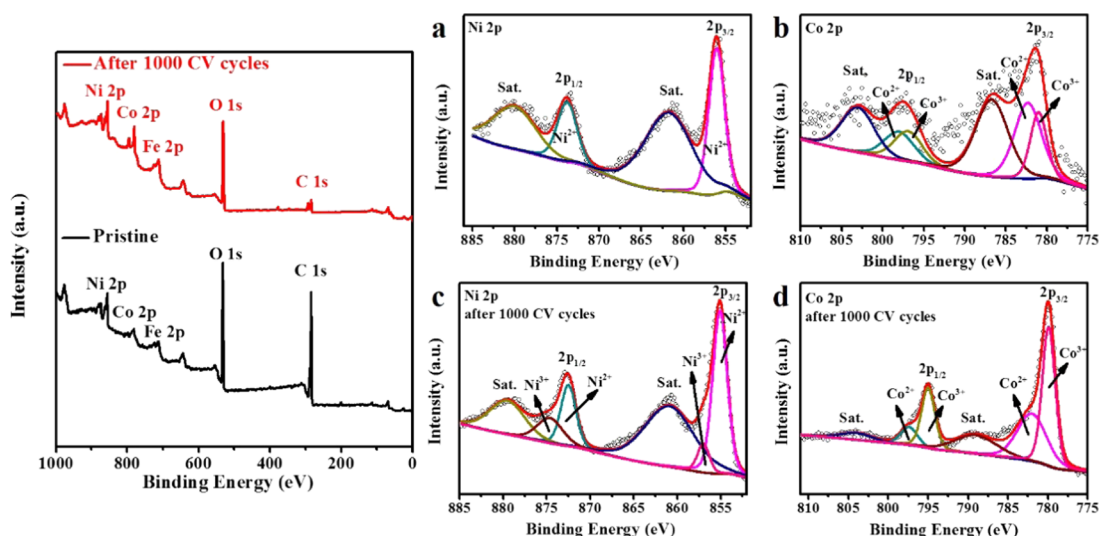 After 1000 CV cycles
Ni 2p
Co 2p
Fe 2p
O 1s
C 1s
Pristine
Ni 2p
Co 2p
Fe 2p
O 1s
C 1s
Intensity (a.u.)
1000 800 600 400 200 0
Binding Energy (eV)
a
Ni 2p
2p3/2
2p1/2
Sat.
Sat.
Ni2+
Ni2+
Intensity (a.u.)
885 880 875 870 865 860 855
Binding Energy (eV)
b
Co 2p
2p3/2
Co2+
Sat.
2p1/2
Sat.
Co2+
Co3+
Co3+
Intensity (a.u.)
810 805 800 795 790 785 780 775
Binding Energy (eV)
c
Ni 2p
after 1000 CV cycles
2p3/2
Ni2+
2p1/2
Ni3+
Sat.
Ni3+
Ni2+
Sat.
Intensity (a.u.)
885 880 875 870 865 860 855
Binding Energy (eV)
d
Co 2p
after 1000 CV cycles
2p3/2
Co3+
2p1/2
Co2+
Co2+
Co3+
Sat.
Sat.
Intensity (a.u.)
805 800 795 790 785 780 775
Binding Energy (eV)